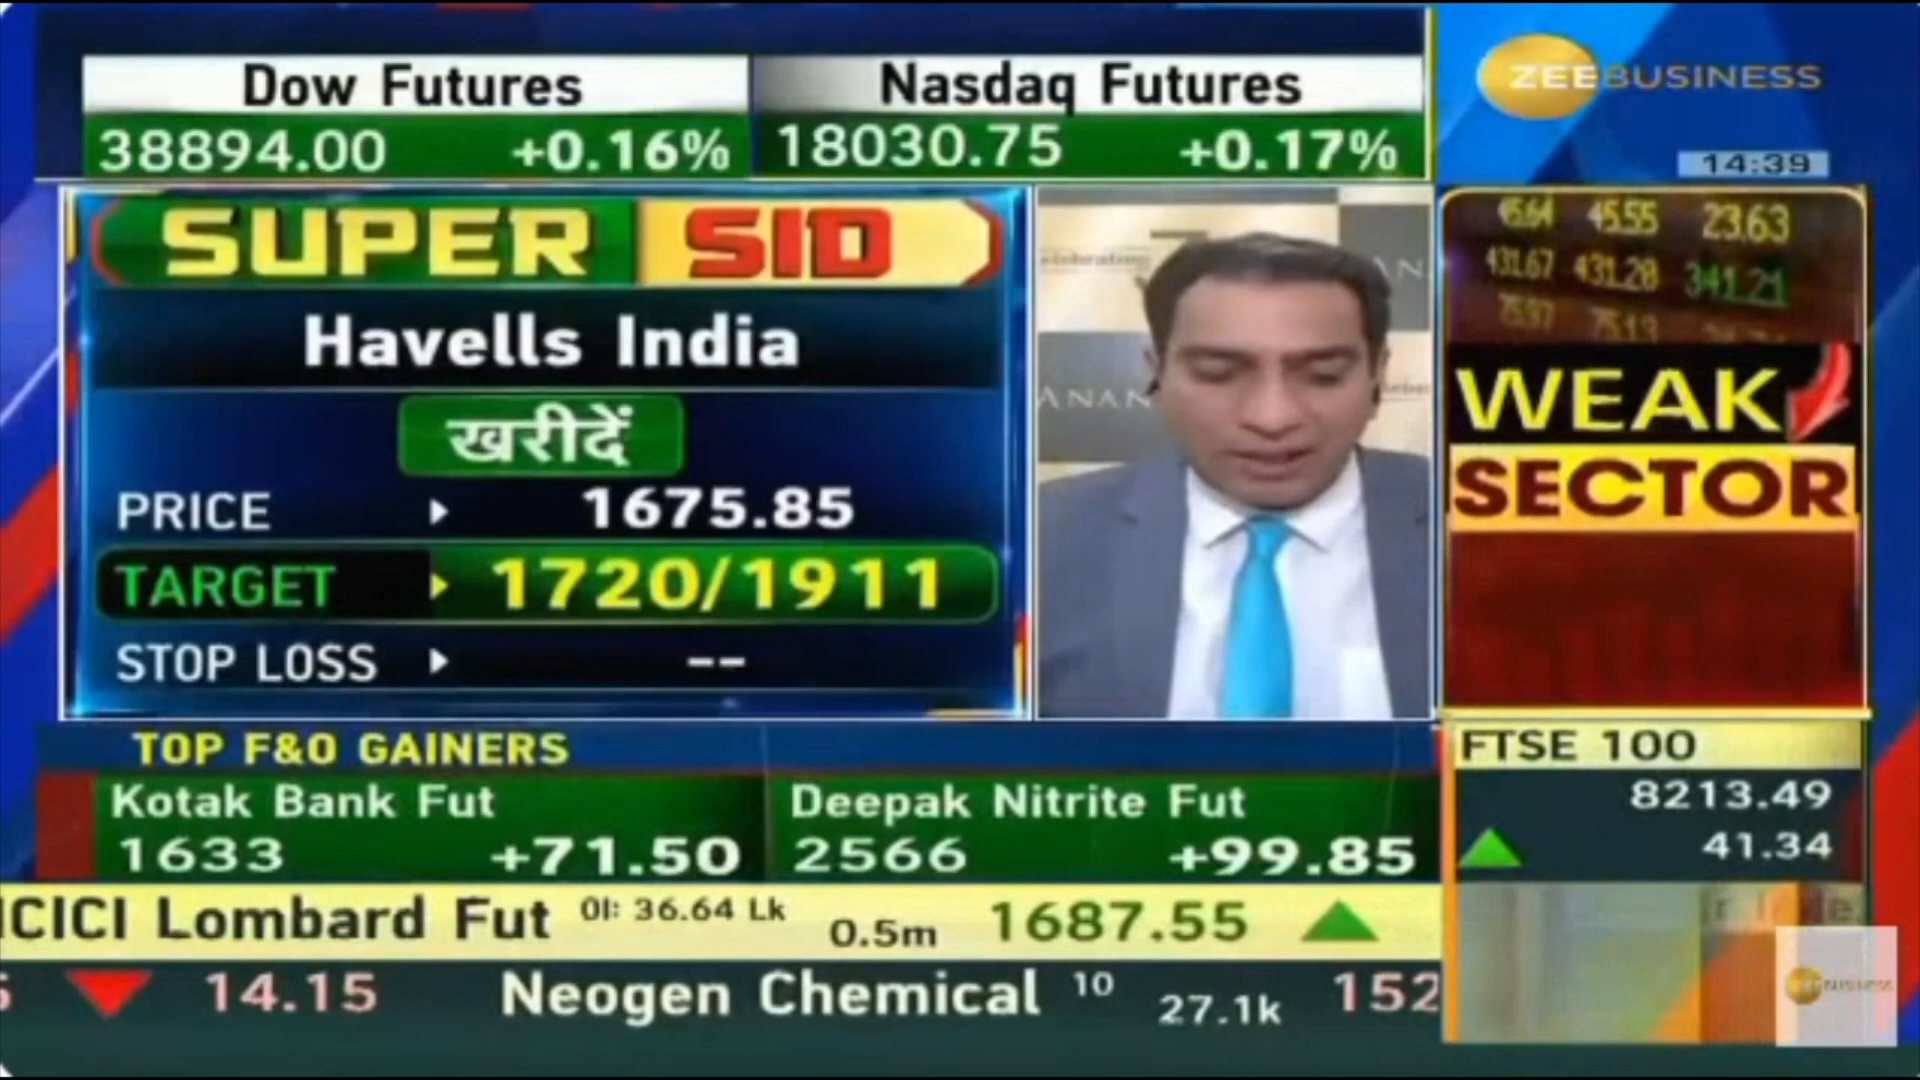 Dow Futures
38894.00 +0.16%
Nasdaq Futures
18030.75 +0.17%
ZEEBUSINESS
14:39
SUPER SID
Havells India
खरीदें
PRICE 1675.85
TARGET 1720/1911
STOP LOSS --
ANAN
AN
45.64 45.55 23.63
431.67 431.28 341.21
WEAK
SECTOR
TOP F&O GAINERS
Kotak Bank Fut
1633 +71.50
Deepak Nitrite Fut
2566 +99.85
FTSE 100
8213.49
41.34
ICICI Lombard Fut OI: 36.64 Lk 0.5m 1687.55
14.15 Neogen Chemical 10 27.1k 152
ZEEBUSINESS